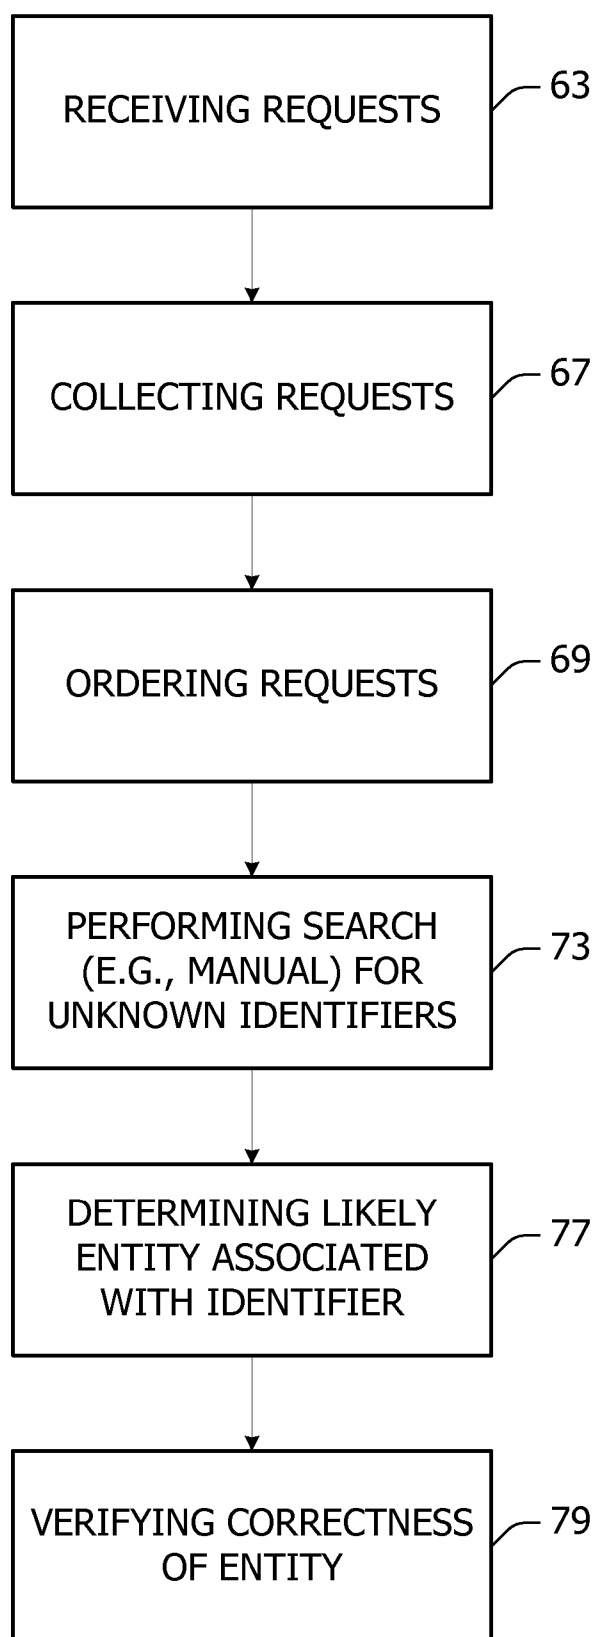 RECEIVING REQUESTS
63
COLLECTING REQUESTS
67
ORDERING REQUESTS
69
PERFORMING SEARCH
(E.G., MANUAL) FOR
UNKNOWN IDENTIFIERS
73
DETERMINING LIKELY
ENTITY ASSOCIATED
WITH IDENTIFIER
77
VERIFYING CORRECTNESS
OF ENTITY
79